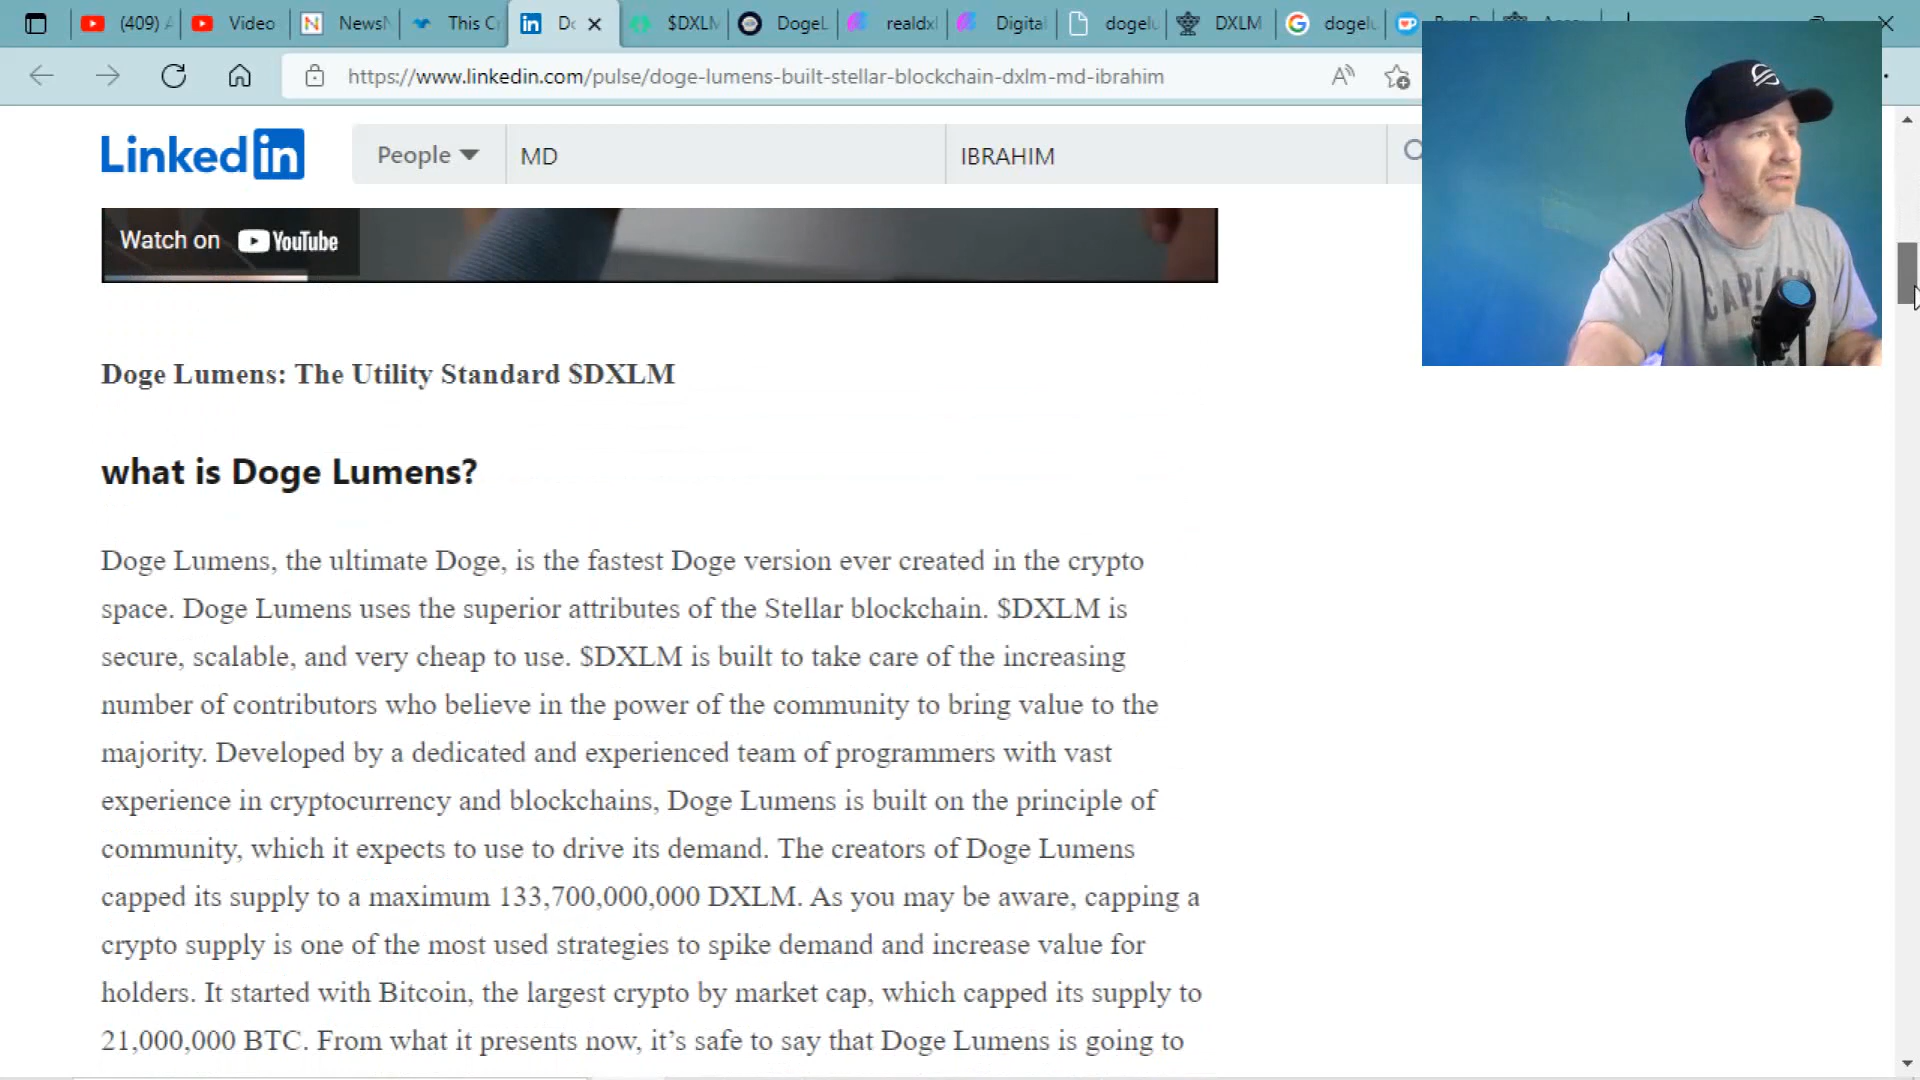 (409)
Video
NewsN
This C
$DXLM
DogeL
realdxl
Digital
dogelu
DXLM
dogelu
https://www.linkedin.com/pulse/doge-lumens-built-stellar-blockchain-dxlm-md-ibrahim
Linked in
People
MD
IBRAHIM
Watch on YouTube
Doge Lumens: The Utility Standard $DXLM
what is Doge Lumens?
Doge Lumens, the ultimate Doge, is the fastest Doge version ever created in the crypto
space. Doge Lumens uses the superior attributes of the Stellar blockchain. $DXLM is
secure, scalable, and very cheap to use. $DXLM is built to take care of the increasing
number of contributors who believe in the power of the community to bring value to the
majority. Developed by a dedicated and experienced team of programmers with vast
experience in cryptocurrency and blockchains, Doge Lumens is built on the principle of
community, which it expects to use to drive its demand. The creators of Doge Lumens
capped its supply to a maximum 133,700,000,000 DXLM. As you may be aware, capping a
crypto supply is one of the most used strategies to spike demand and increase value for
holders. It started with Bitcoin, the largest crypto by market cap, which capped its supply to
21,000,000 BTC. From what it presents now, it’s safe to say that Doge Lumens is going to